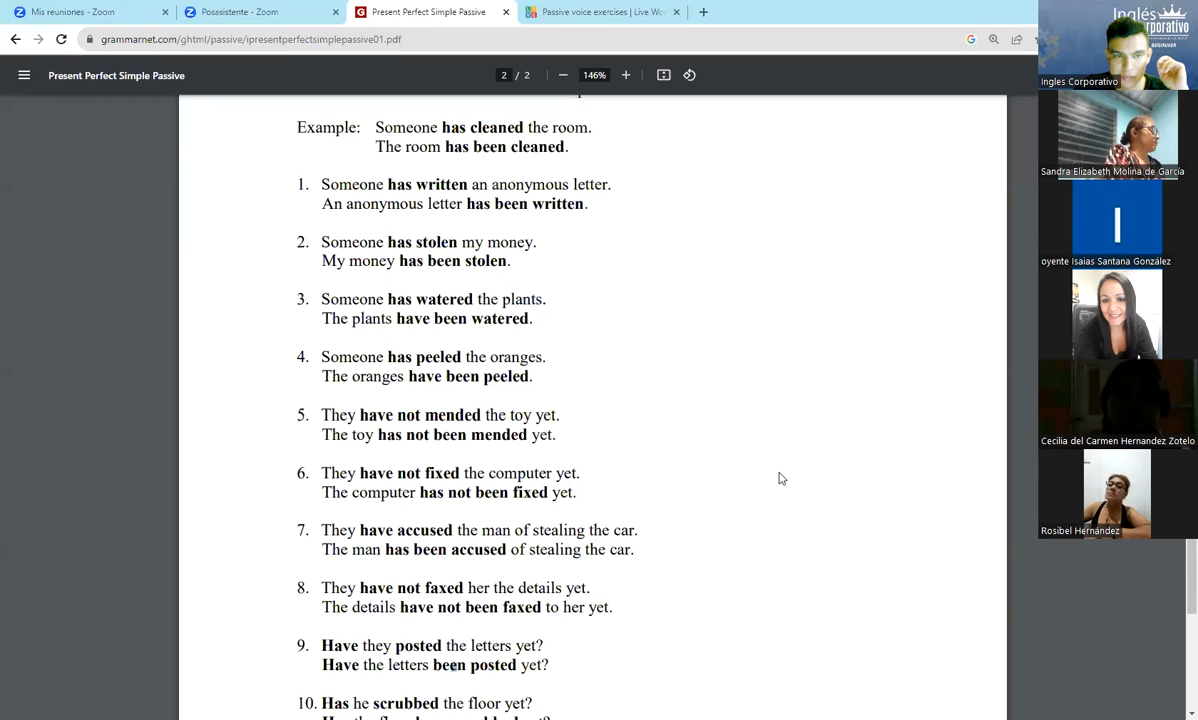 Mis reuniones - Zoom
Posasistente - Zoom
Present Perfect Simple Passive
Passive voice exercises | Live Wo
grammarnet.com/ghtml/passive/ipresentperfectsimplepassive01.pdf
Present Perfect Simple Passive
2 / 2
146%
Example: Someone has cleaned the room.
The room has been cleaned.
1. Someone has written an anonymous letter.
An anonymous letter has been written.
2. Someone has stolen my money.
My money has been stolen.
3. Someone has watered the plants.
The plants have been watered.
4. Someone has peeled the oranges.
The oranges have been peeled.
5. They have not mended the toy yet.
The toy has not been mended yet.
6. They have not fixed the computer yet.
The computer has not been fixed yet.
7. They have accused the man of stealing the car.
The man has been accused of stealing the car.
8. They have not faxed her the details yet.
The details have not been faxed to her yet.
9. Have they posted the letters yet?
Have the letters been posted yet?
10. Has he scrubbed the floor yet?
Inglés
BEGINNER
Ingles Corporativo
Sandra Elizabeth Molina de García
I
oyente Isaias Santana González
Cecilia del Carmen Hernandez Zotelo
Rosibel Hernández